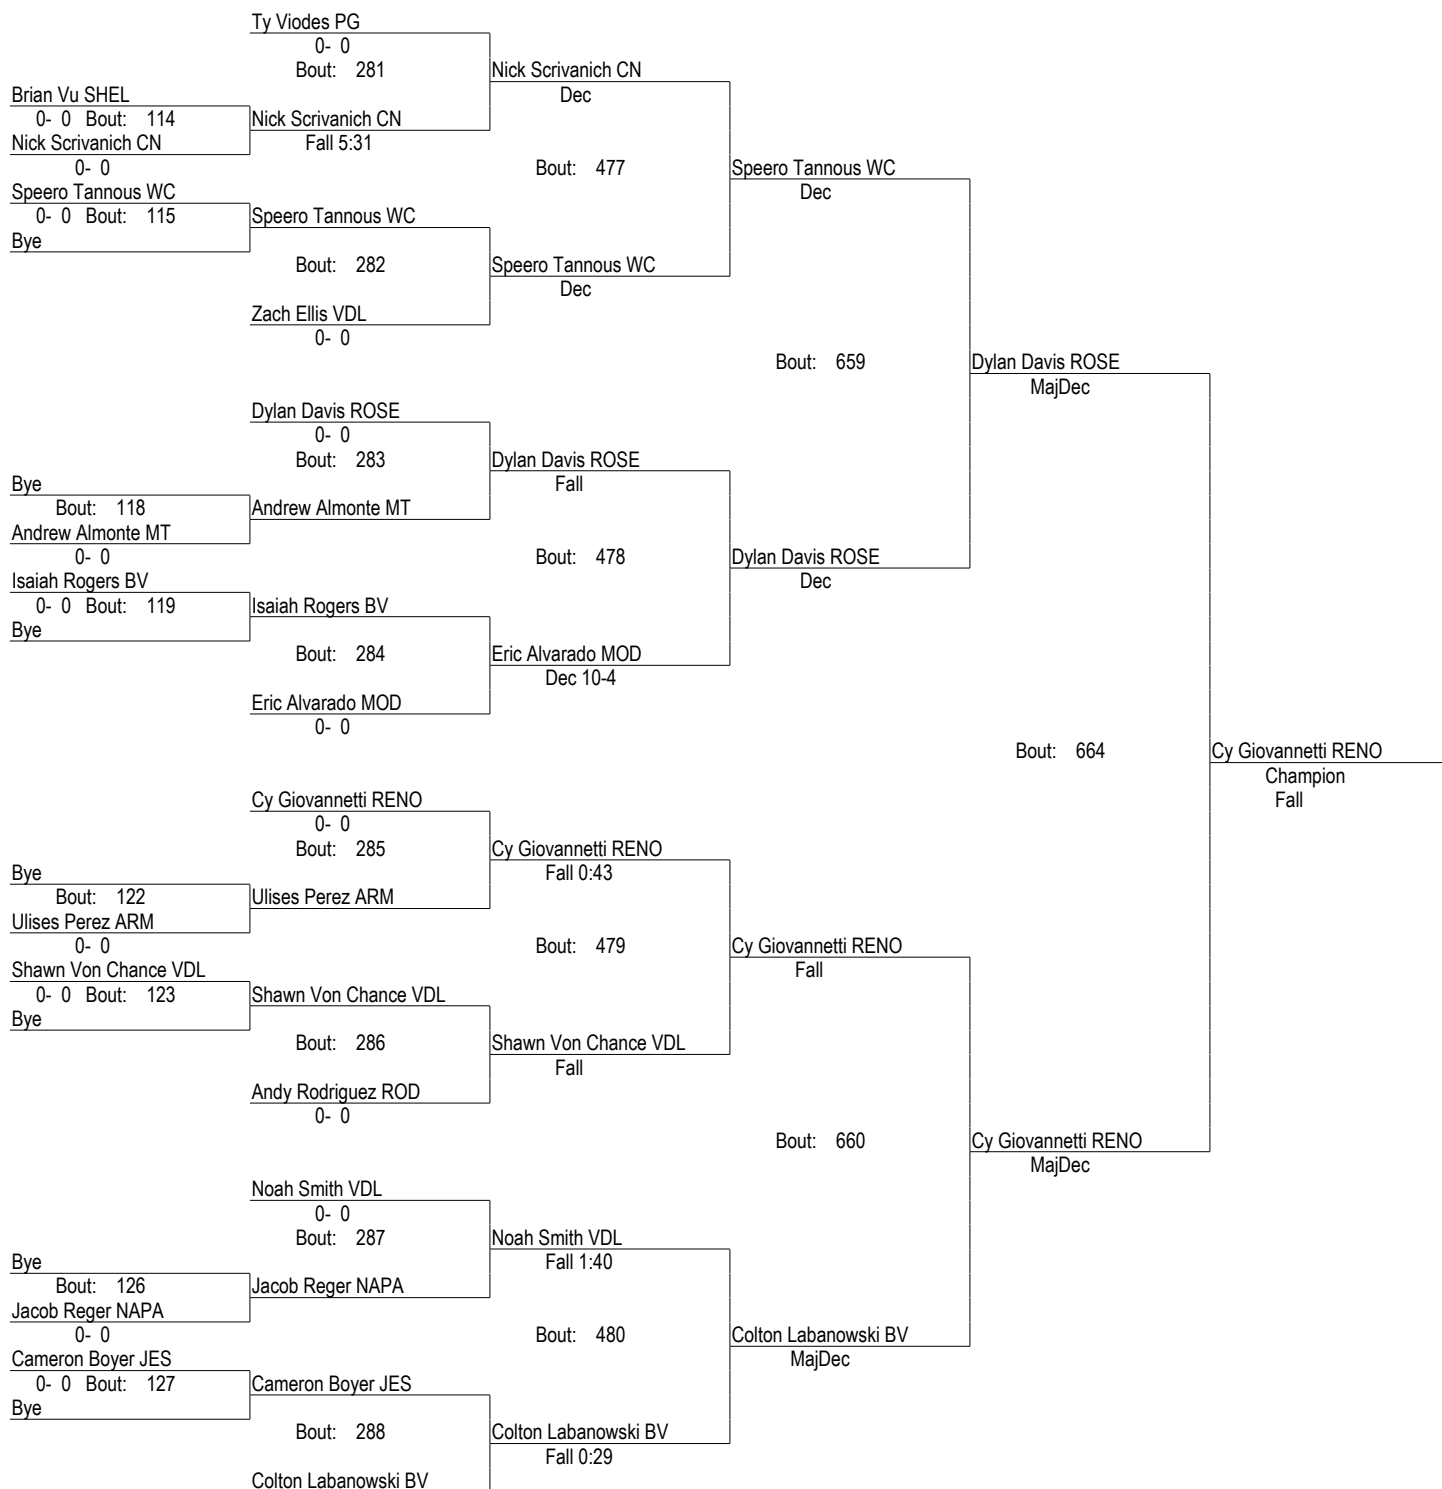 Ty Viodes PG
0- 0
Bout: 281
Nick Scrivanich CN
Dec
Brian Vu SHEL
0- 0 Bout: 114
Nick Scrivanich CN
Fall 5:31
Nick Scrivanich CN
0- 0
Bout: 477
Speero Tannous WC
Dec
Speero Tannous WC
0- 0 Bout: 115
Speero Tannous WC
Bye
Bout: 282
Speero Tannous WC
Dec
Zach Ellis VDL
0- 0
Bout: 659
Dylan Davis ROSE
MajDec
Dylan Davis ROSE
0- 0
Bout: 283
Dylan Davis ROSE
Fall
Bye
Bout: 118
Andrew Almonte MT
Andrew Almonte MT
0- 0
Bout: 478
Dylan Davis ROSE
Dec
Isaiah Rogers BV
0- 0 Bout: 119
Isaiah Rogers BV
Bye
Bout: 284
Eric Alvarado MOD
Dec 10-4
Eric Alvarado MOD
0- 0
Bout: 664
Cy Giovannetti RENO
Champion
Fall
Cy Giovannetti RENO
0- 0
Bout: 285
Cy Giovannetti RENO
Fall 0:43
Bye
Bout: 122
Ulises Perez ARM
Ulises Perez ARM
0- 0
Bout: 479
Cy Giovannetti RENO
Fall
Shawn Von Chance VDL
0- 0 Bout: 123
Shawn Von Chance VDL
Bye
Bout: 286
Shawn Von Chance VDL
Fall
Andy Rodriguez ROD
0- 0
Bout: 660
Cy Giovannetti RENO
MajDec
Noah Smith VDL
0- 0
Bout: 287
Noah Smith VDL
Fall 1:40
Bye
Bout: 126
Jacob Reger NAPA
Jacob Reger NAPA
0- 0
Bout: 480
Colton Labanowski BV
MajDec
Cameron Boyer JES
0- 0 Bout: 127
Cameron Boyer JES
Bye
Bout: 288
Colton Labanowski BV
Fall 0:29
Colton Labanowski BV